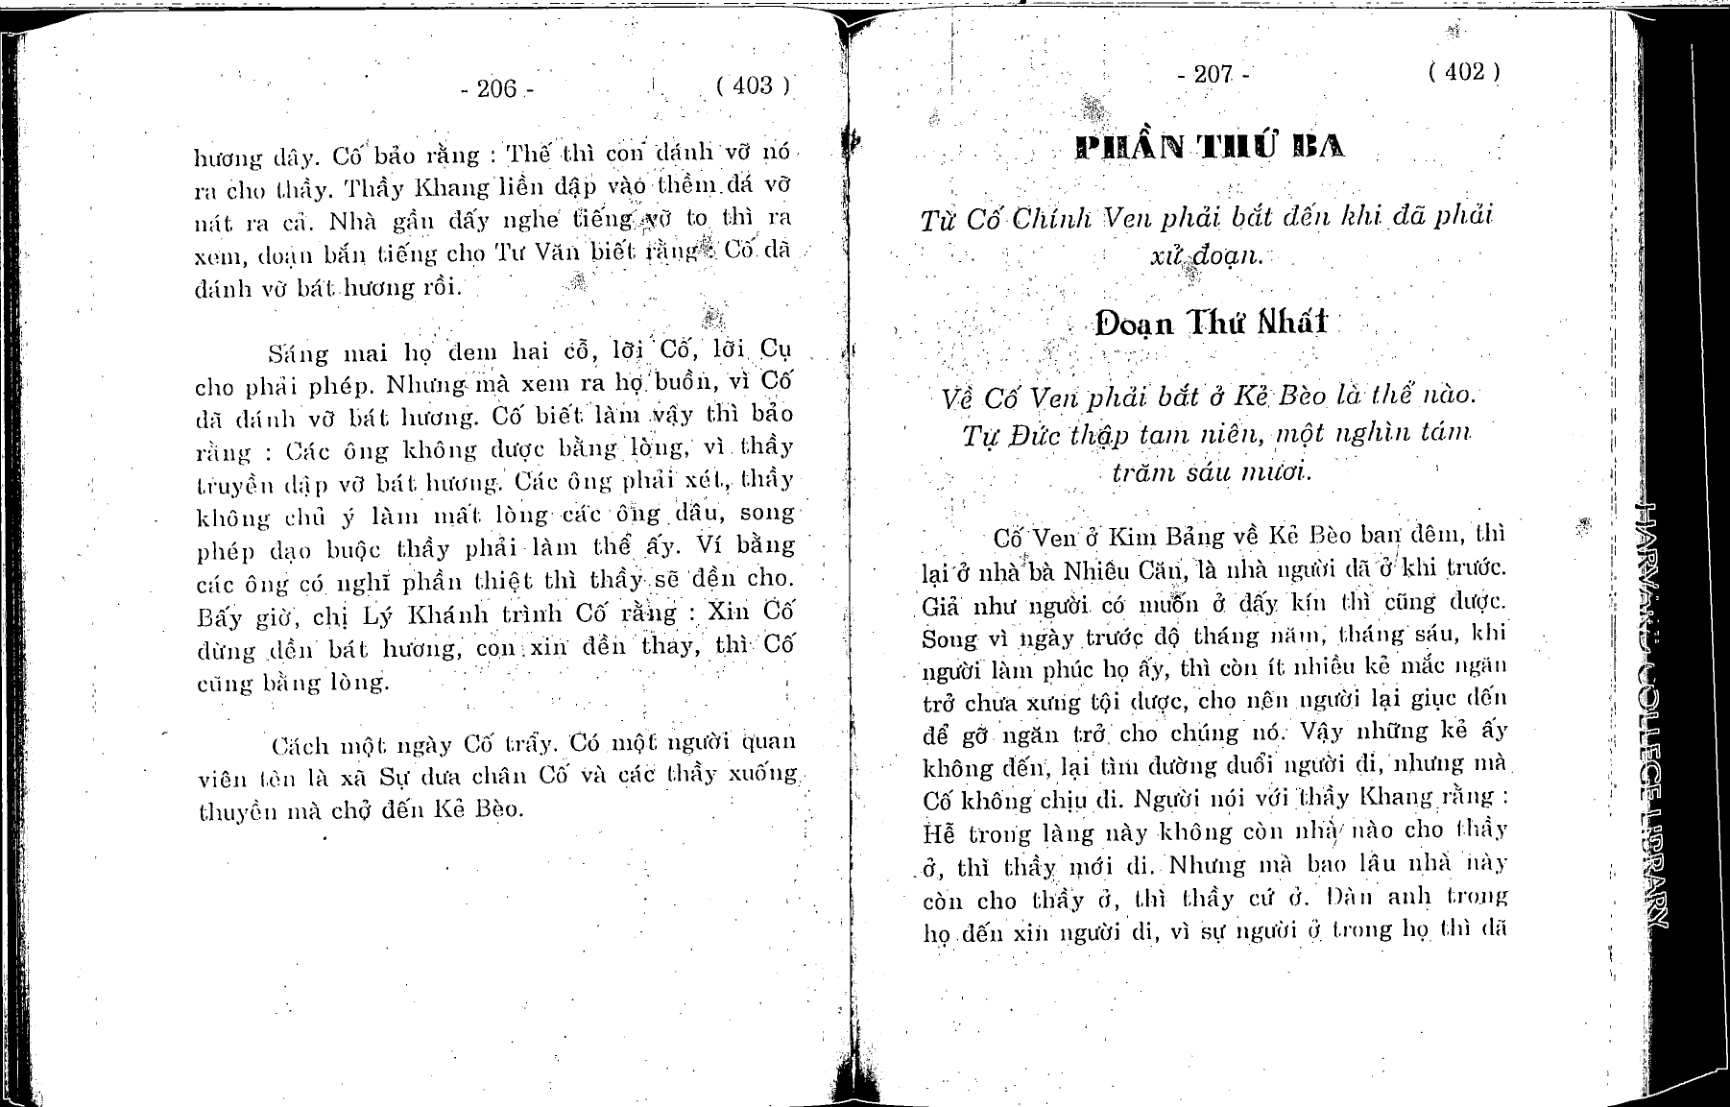 - 206 -
( 403 )
hương đây. Cố bảo rằng : Thế thì con đánh vỡ nó
ra cho thầy. Thầy Khang liền đập vào thềm đá vỡ
nát ra cả. Nhà gần đấy nghe tiếng vỡ to thì ra
xem, đoạn bắn tiếng cho Tư Văn biết rằng : Cố đã
đánh vỡ bát hương rồi.
Sáng mai họ đem hai cỗ, lỡi Cố, lỡi Cụ
cho phải phép. Nhưng mà xem ra họ buồn, vì Cố
đã đánh vỡ bát hương. Cố biết làm vậy thì bảo
rằng : Các ông không được bằng lòng, vì thầy
truyền đập vỡ bát hương. Các ông phải xét, thầy
không chủ ý làm mất lòng các ông đâu, song
phép đạo buộc thầy phải làm thể ấy. Ví bằng
các ông có nghĩ phần thiệt thì thầy sẽ đền cho.
Bấy giờ, chị Lý Khánh trình Cố rằng : Xin Cố
đừng đền bát hương, con xin đền thay, thì Cố
cũng bằng lòng.
Cách một ngày Cố trẩy. Có một người quan
viên tên là xã Sự đưa chân Cố và các thầy xuống
thuyền mà chở đến Kẻ Bèo.
- 207 -
( 402 )
PHẦN THỨ BA
Từ Cố Chính Ven phải bắt đến khi đã phải
xử đoạn.
Đoạn Thứ Nhất
Về Cố Ven phải bắt ở Kẻ Bèo là thể nào.
Tự Đức thập tam niên, một nghìn tám
trăm sáu mươi.
Cố Ven ở Kim Bảng về Kẻ Bèo ban đêm, thì
lại ở nhà bà Nhiêu Căn, là nhà người đã ở khi trước.
Giả như người có muốn ở đấy kín thì cũng được.
Song vì ngày trước độ tháng năm, tháng sáu, khi
người làm phúc họ ấy, thì còn ít nhiều kẻ mắc ngăn
trở chưa xưng tội được, cho nên người lại giục đến
để gỡ ngăn trở cho chúng nó. Vậy những kẻ ấy
không đến, lại tìm đường đuổi người đi, nhưng mà
Cố không chịu đi. Người nói với thầy Khang rằng :
Hễ trong làng này không còn nhà nào cho thầy
ở, thì thầy mới đi. Nhưng mà bao lâu nhà này
còn cho thầy ở, thì thầy cứ ở. Đàn anh trong
họ đến xin người đi, vì sự người ở trong họ thì đã
HARVARD COLLEGE LIBRARY